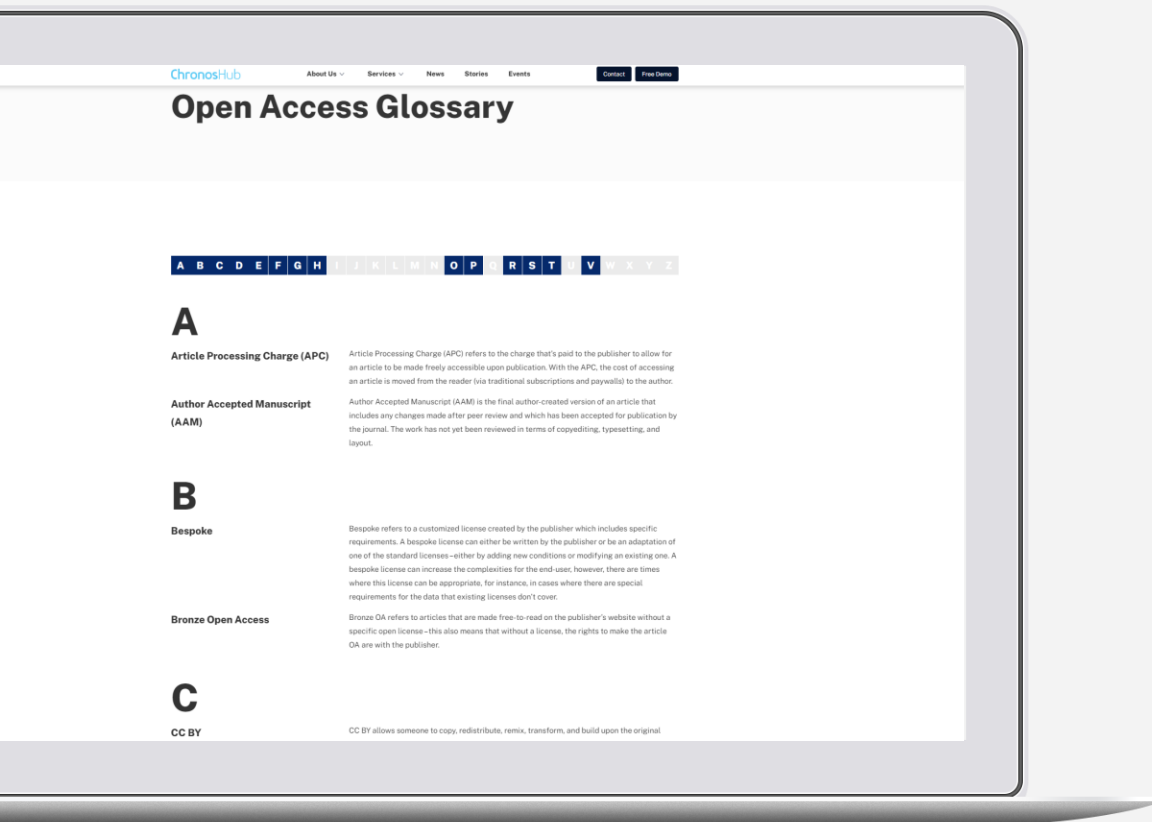 ChronosHub About Us Services News Stories Events Contact Free Demo
Open Access Glossary
A B C D E F G H I J K L M N O P Q R S T U V W X Y Z
A
Article Processing Charge (APC)
Article Processing Charge (APC) refers to the charge that's paid to the publisher to allow for
an article to be made freely accessible upon publication. With the APC, the cost of accessing
an article is moved from the reader (via traditional subscriptions and paywalls) to the author.
Author Accepted Manuscript
(AAM)
Author Accepted Manuscript (AAM) is the final author-created version of an article that
includes any changes made after peer review and which has been accepted for publication by
the journal. The work has not yet been reviewed in terms of copyediting, typesetting, and
layout.
B
Bespoke
Bespoke refers to a customized license created by the publisher which includes specific
requirements. A bespoke license can either be written by the publisher or be an adaptation of
one of the standard licenses–either by adding new conditions or modifying an existing one. A
bespoke license can increase the complexities for the end-user, however, there are times
where this license can be appropriate, for instance, in cases where there are special
requirements for the data that existing licenses don't cover.
Bronze Open Access
Bronze OA refers to articles that are made free-to-read on the publisher's website without a
specific open license–this also means that without a license, the rights to make the article
OA are with the publisher.
C
CC BY
CC BY allows someone to copy, redistribute, remix, transform, and build upon the original